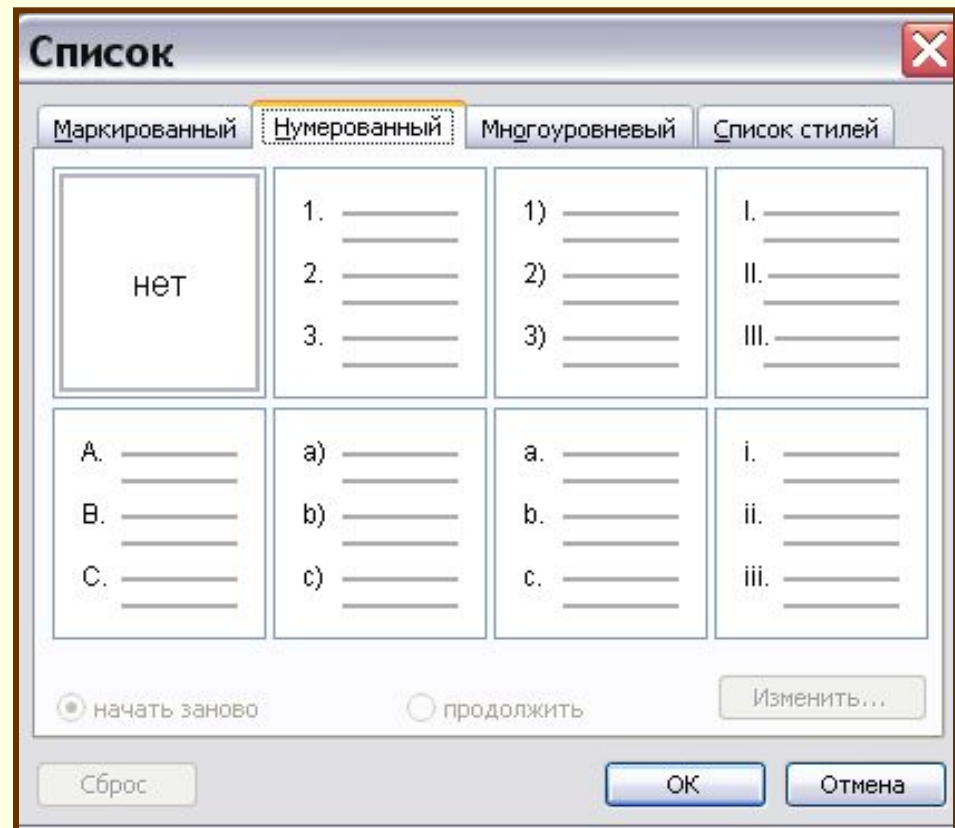 Список
Маркированный Нумерованный Многоуровневый Список стилей
нет
1.
2.
3.
1)
2)
3)
I.
II.
III.
A.
B.
C.
a)
b)
c)
a.
b.
c.
i.
ii.
iii.
начать заново продолжить Изменить...
Сброс ОК Отмена